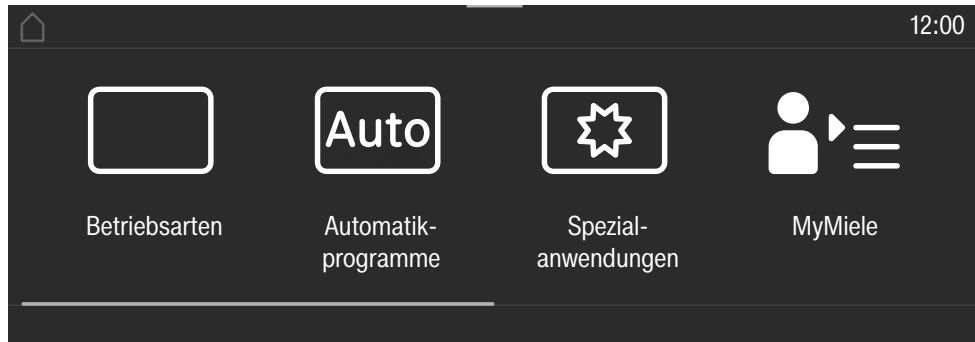 12:00
Auto
Betriebsarten
Automatik-
programme
Spezial-
anwendungen
MyMiele